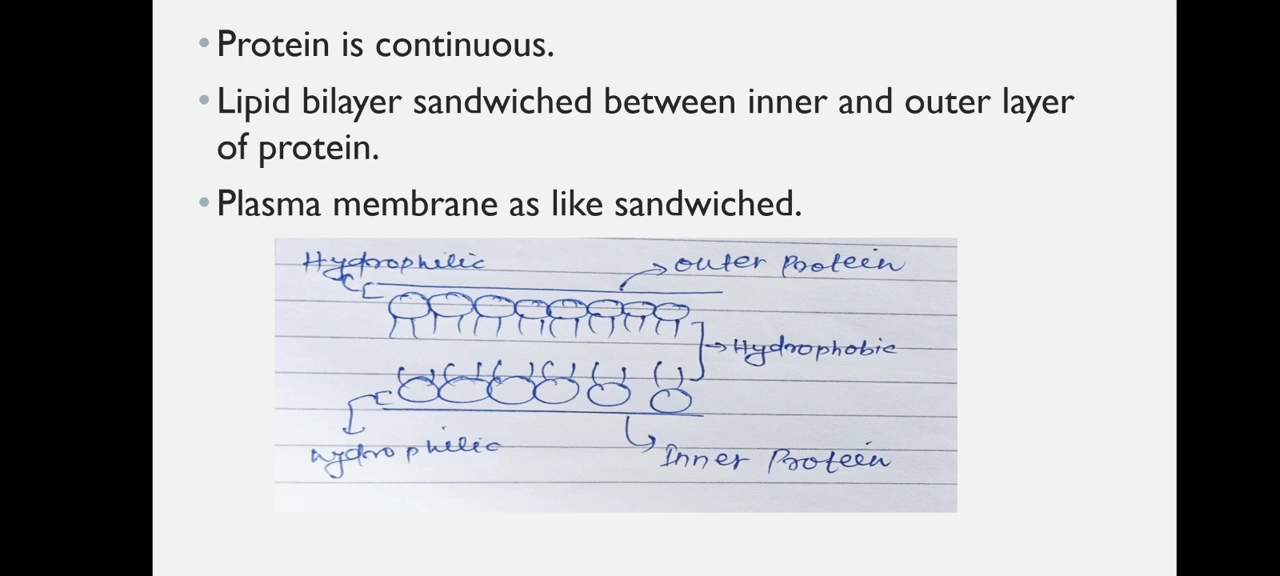 • Protein is continuous.
• Lipid bilayer sandwiched between inner and outer layer
of protein.
• Plasma membrane as like sandwiched.
Hydrophilic
outer Protein
Hydrophobic
hydrophilic
Inner Protein